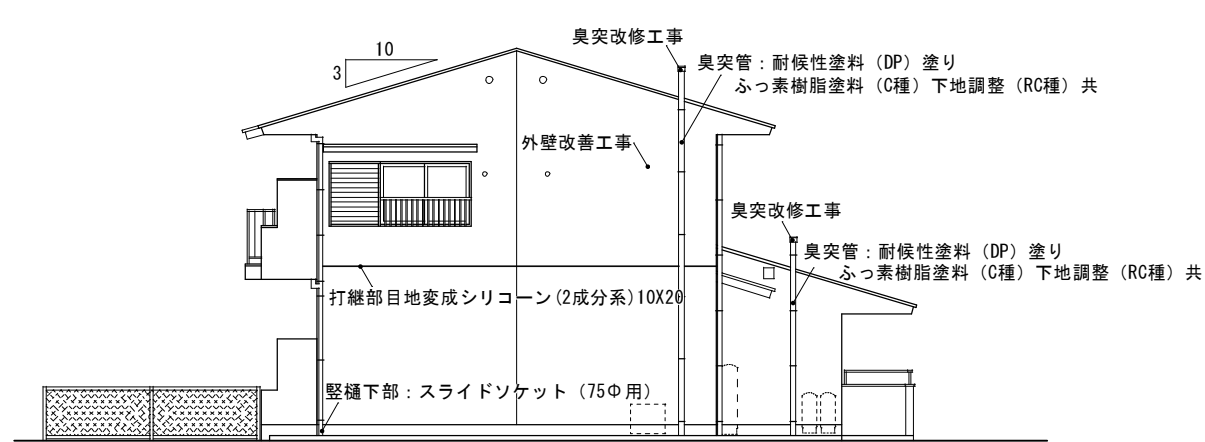 臭突改修工事
10
3
臭突管：耐候性塗料（DP）塗り
ふっ素樹脂塗料（C種）下地調整（RC種）共
外壁改善工事
臭突改修工事
臭突管：耐候性塗料（DP）塗り
ふっ素樹脂塗料（C種）下地調整（RC種）共
打継部目地変成シリコーン(2成分系)10X20
竪樋下部：スライドソケット（75Φ用）